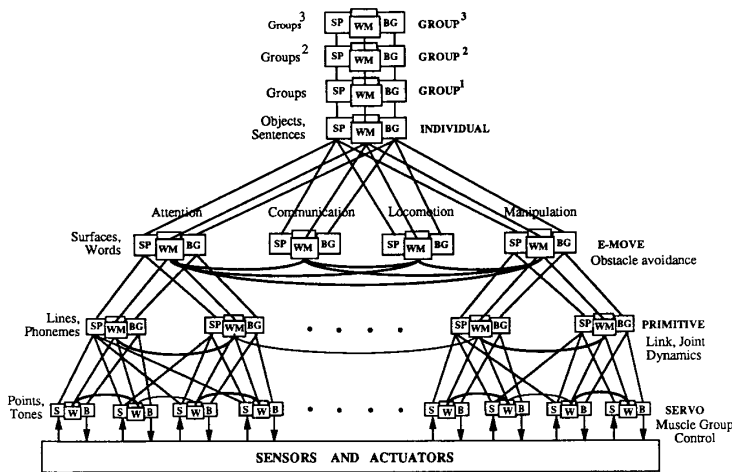 Groups³ SP WM BG GROUP³
Groups² SP WM BG GROUP²
Groups SP WM BG GROUP¹
Objects,
Sentences SP WM BG INDIVIDUAL
Attention Communication Locomotion Manipulation
Surfaces,
Words SP WM BG SP WM BG SP WM BG SP WM BG E-MOVE
Obstacle avoidance
Lines,
Phonemes SP WM BG SP WM BG SP WM BG SP WM BG PRIMITIVE
Link, Joint
Dynamics
Points,
Tones S W B S W B S W B S W B S W B S W B S W B S W B SERVO
Muscle Group
Control
SENSORS AND ACTUATORS